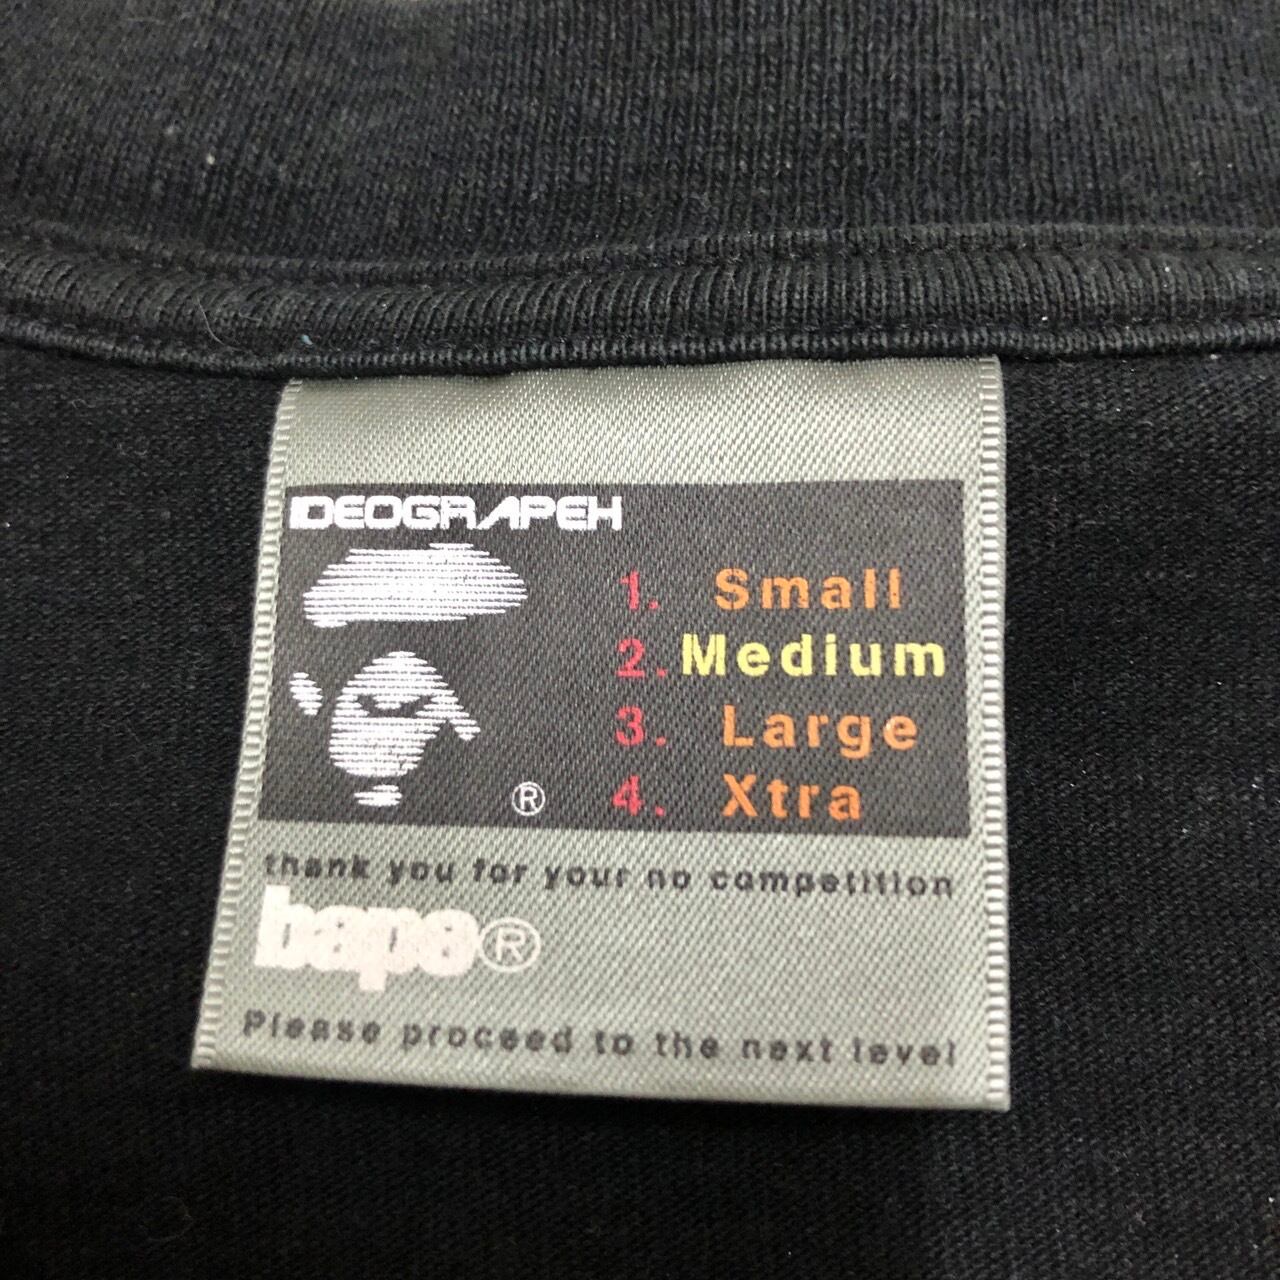 IDEOGRAPEH
1. Small
2. Medium
3. Large
4. Xtra
®
thank you for your no competition
bape®
Please proceed to the next level